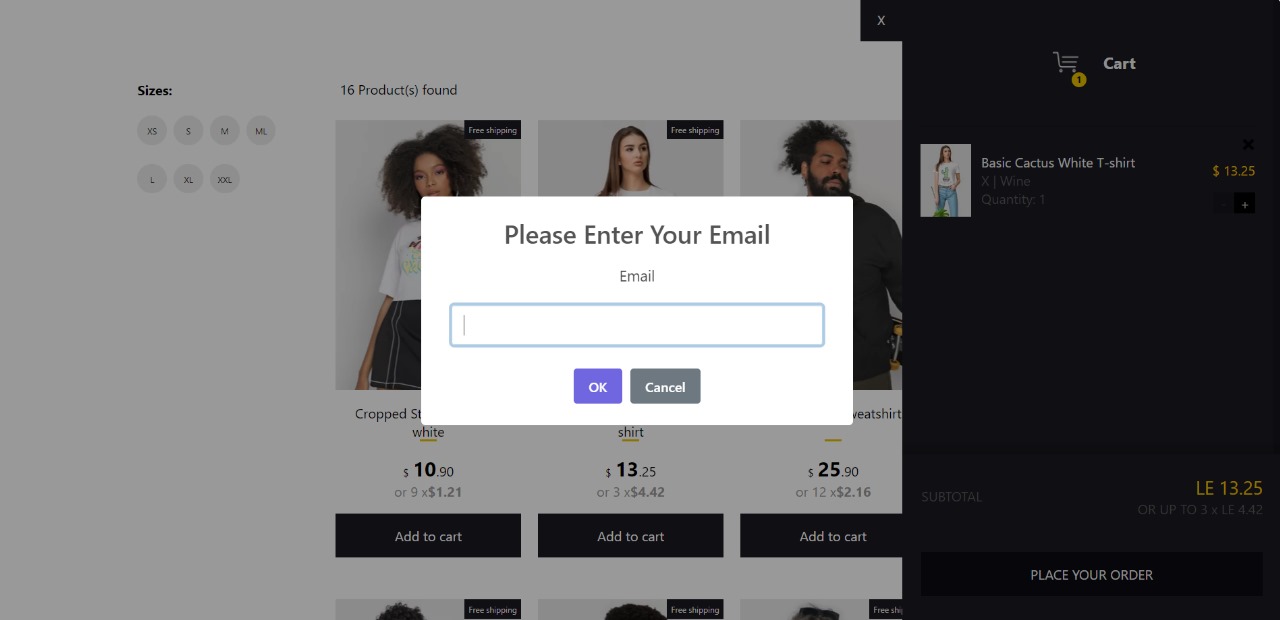 X
Cart
1
Sizes:
XS
S
M
ML
L
XL
XXL
16 Product(s) found
Free shipping
Free shipping
Please Enter Your Email
Email
OK
Cancel
Cropped St
white
$ 10.90
or 9 x$1.21
Add to cart
shirt
$ 13.25
or 3 x$4.42
Add to cart
weatshirt
$ 25.90
or 12 x$2.16
Add to cart
Free shipping
Free shipping
Free shi
Basic Cactus White T-shirt
X | Wine
Quantity: 1
$ 13.25
- +
SUBTOTAL
LE 13.25
OR UP TO 3 x LE 4.42
PLACE YOUR ORDER